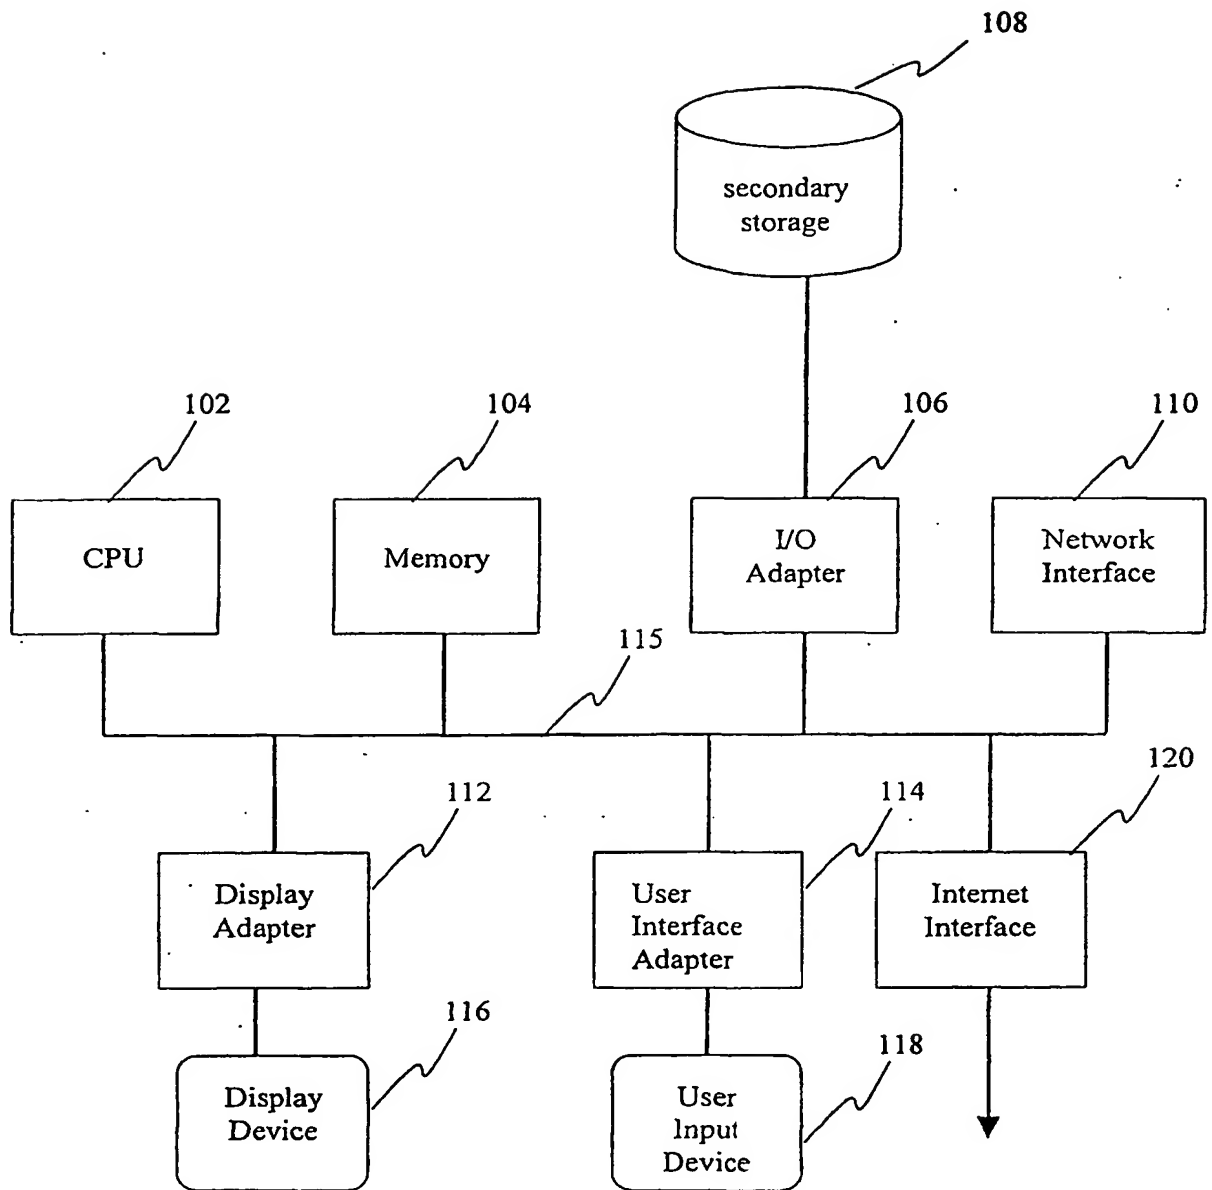 108
secondary
storage
102
104
106
110
CPU
Memory
I/O
Adapter
Network
Interface
115
112
114
120
Display
Adapter
User
Interface
Adapter
Internet
Interface
116
118
Display
Device
User
Input
Device